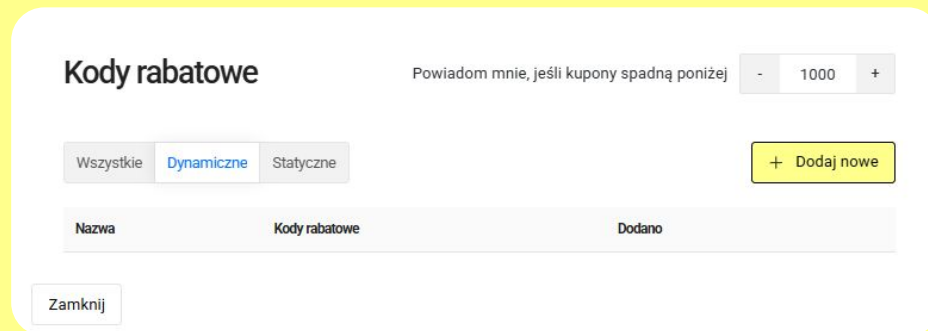 Kody rabatowe
Powiadom mnie, jeśli kupony spadną poniżej - 1000 +
Wszystkie Dynamiczne Statyczne
+ Dodaj nowe
Nazwa Kody rabatowe Dodano
Zamknij